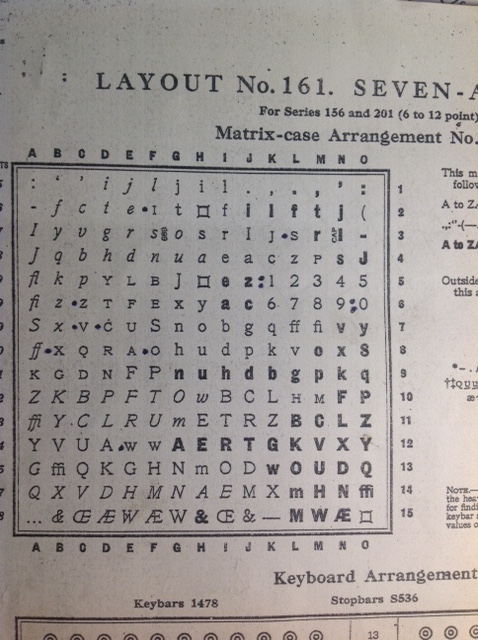 LAYOUT No. 161. SEVEN-A
For Series 156 and 201 (6 to 12 point)
Matrix-case Arrangement No.
A B C D E F G H I J K L M N O
: ‘ ’ i j l j i l . , . , ’ : 1
- f c t e • I t f i l f t j ( 2
I y v g r s o s r I J • S r - 3
J q b h d n u a e a c z P s J 4
fl k p Y L B J e z : 1 2 3 4 5 5
fi z • Z T F E x y a c 6 7 8 9 ; 0 6
S x • V • C U S n o b g q ff fi v y 7
ff • X Q R A • O h u d p k v o x S 8
K G D N F P n u h d b g p k q 9
Z K B P F T O w B C L H M F P 10
ffi Y C L R U m E T R Z B C L Z 11
Y V U A • w w A E R T G K V X Y 12
G ffi Q K G H N m O D w O U D Q 13
Q X V D H M N A E M X m H N ffi 14
... & Œ Æ W Æ W & Œ & — M W Æ 15
A B C D E F G H I J K L M N O
This m
follow
A to Z
A to Z
Outside
this
NOTE.—
the hea
for findi
keybar
values o
Keyboard Arrangement
Keybars 1478 Stopbars S536
13